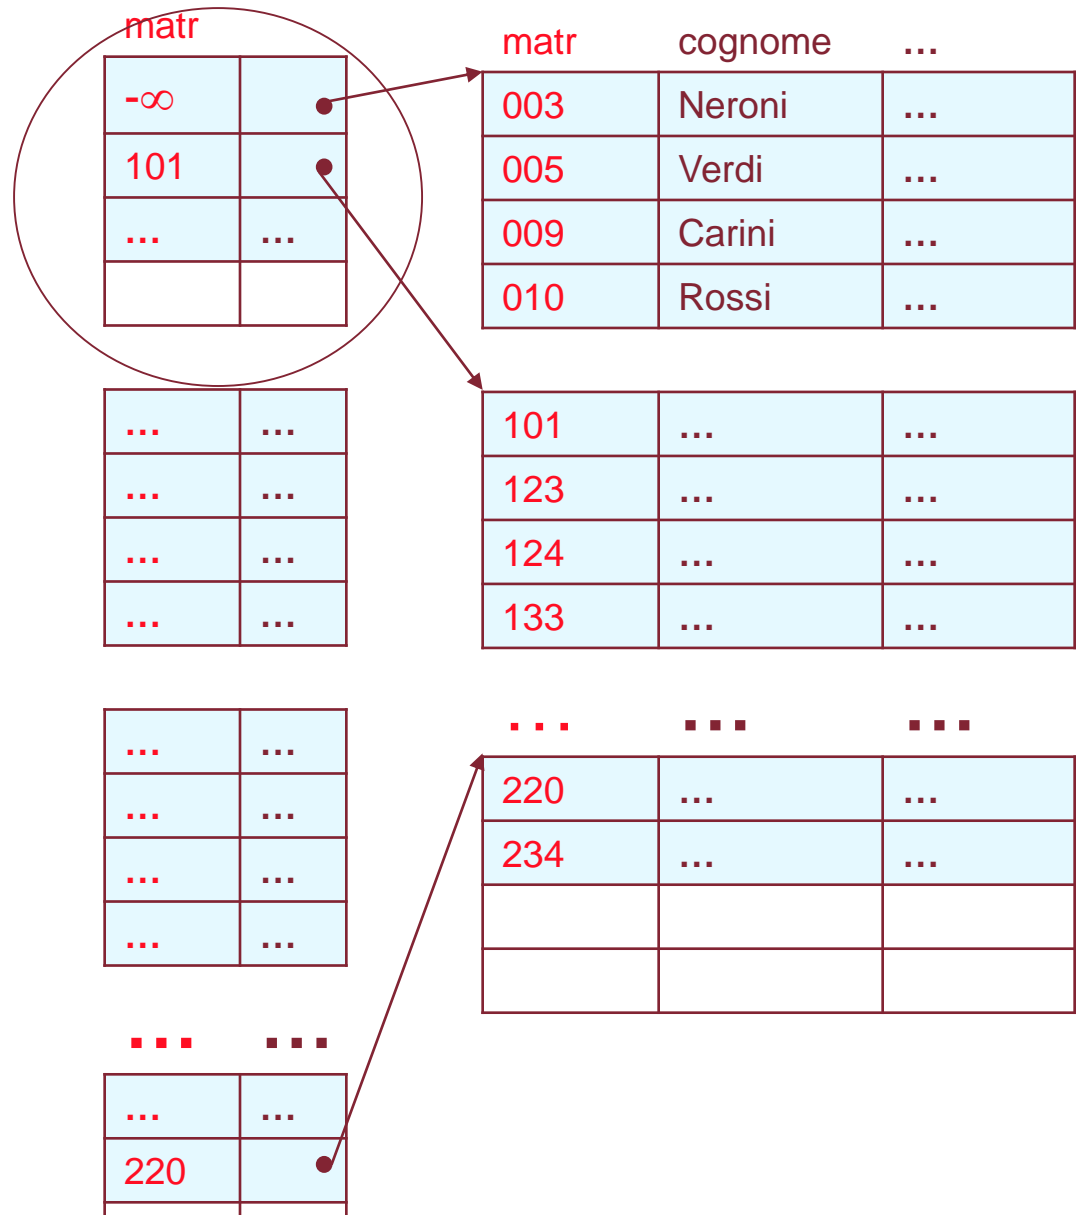 matr
-∞
101
... ...
... ...
... ...
... ...
... ...
... ...
... ...
... ...
... ...
... ...
... ...
220
matr cognome ...
003 Neroni ...
005 Verdi ...
009 Carini ...
010 Rossi ...
101 ... ...
123 ... ...
124 ... ...
133 ... ...
... ... ...
220 ... ...
234 ... ...